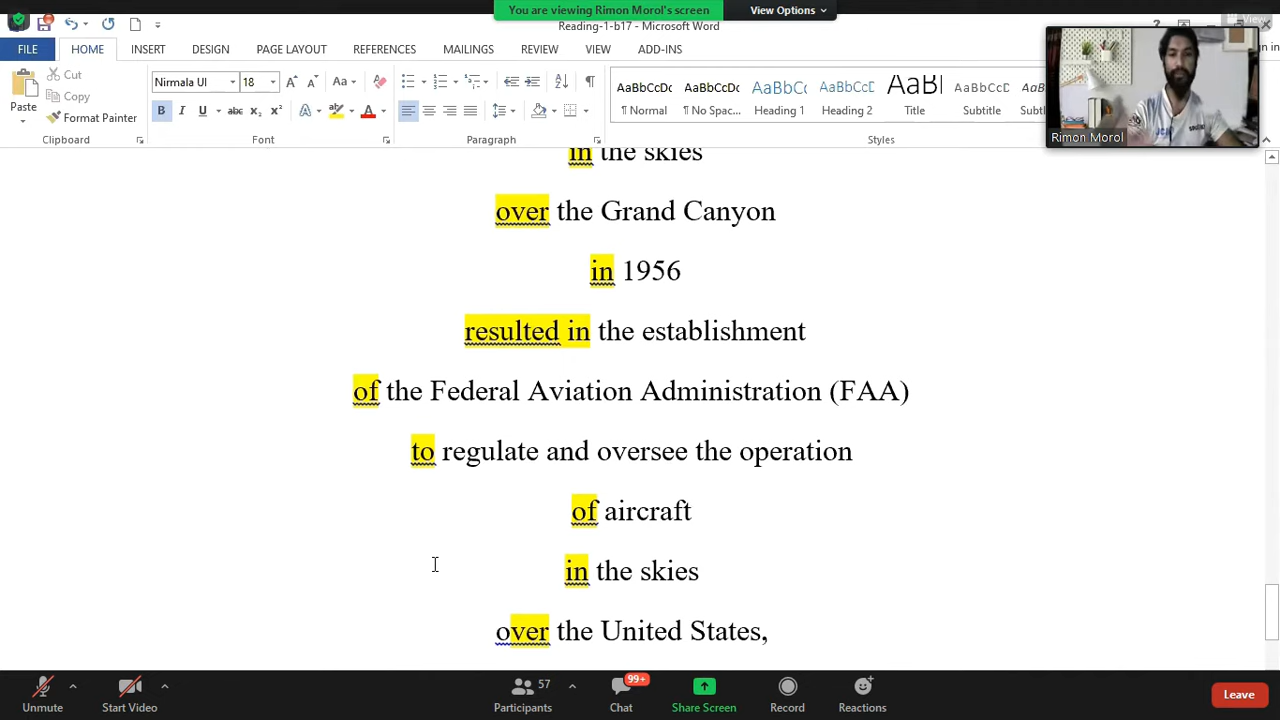 You are viewing Rimon Morol's screen
View Options
Reading-1-b17 - Microsoft Word
View
FILE
HOME
INSERT
DESIGN
PAGE LAYOUT
REFERENCES
MAILINGS
REVIEW
VIEW
ADD-INS
Paste
Cut
Copy
Format Painter
Clipboard
Nirmala UI
18
Font
Paragraph
AaBbCcDc
¶ Normal
AaBbCcDc
¶ No Spac...
AaBbCc
Heading 1
AaBbCcC
Heading 2
AaBl
Title
AaBbCcC
Subtitle
Styles
Rimon Morol
in the skies
over the Grand Canyon
in 1956
resulted in the establishment
of the Federal Aviation Administration (FAA)
to regulate and oversee the operation
of aircraft
in the skies
over the United States,
Unmute
Start Video
57
Participants
99+
Chat
Share Screen
Record
Reactions
Leave